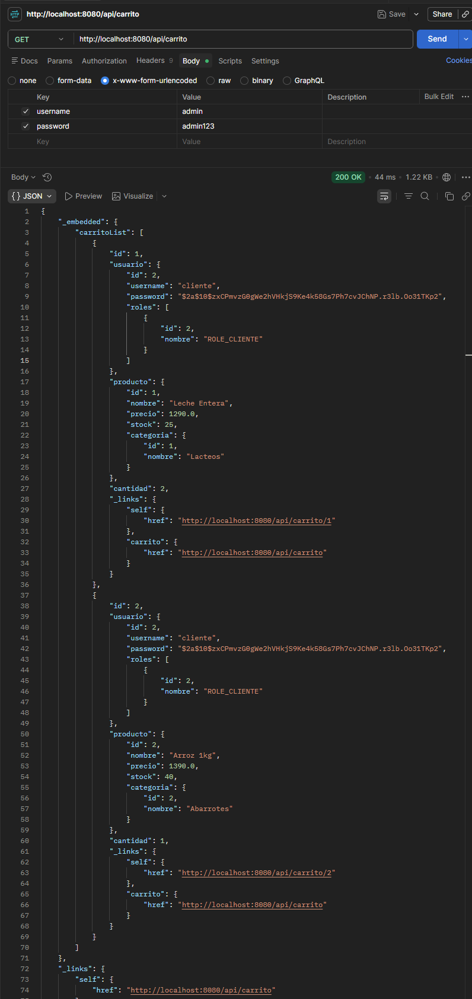 HTTP http://localhost:8080/api/carrito Save Share
GET http://localhost:8080/api/carrito Send
Docs Params Authorization Headers 9 Body Scripts Settings Cookies
none form-data x-www-form-urlencoded raw binary GraphQL
Key Value Description Bulk Edit
username admin
password admin123
Key Value Description
Body 200 OK 44 ms 1.22 KB
{} JSON Preview Visualize
1 {
2 "_embedded": {
3 "carritoList": [
4 {
5 "id": 1,
6 "usuario": {
7 "id": 2,
8 "username": "cliente",
9 "password": "$2a$10$zxCPmvzG0gWe2hVHkjS9Ke4k58Gs7Ph7cvJChNP.r3lb.Oo31TKp2",
10 "roles": [
11 {
12 "id": 2,
13 "nombre": "ROLE_CLIENTE"
14 }
15 ]
16 },
17 "producto": {
18 "id": 1,
19 "nombre": "Leche Entera",
20 "precio": 1290.0,
21 "stock": 25,
22 "categoria": {
23 "id": 1,
24 "nombre": "Lacteos"
25 }
26 },
27 "cantidad": 2,
28 "_links": {
29 "self": {
30 "href": "http://localhost:8080/api/carrito/1"
31 },
32 "carrito": {
33 "href": "http://localhost:8080/api/carrito"
34 }
35 }
36 },
37 {
38 "id": 2,
39 "usuario": {
40 "id": 2,
41 "username": "cliente",
42 "password": "$2a$10$zxCPmvzG0gWe2hVHkjS9Ke4k58Gs7Ph7cvJChNP.r3lb.Oo31TKp2",
43 "roles": [
44 {
45 "id": 2,
46 "nombre": "ROLE_CLIENTE"
47 }
48 ]
49 },
50 "producto": {
51 "id": 2,
52 "nombre": "Arroz 1kg",
53 "precio": 1390.0,
54 "stock": 40,
55 "categoria": {
56 "id": 2,
57 "nombre": "Abarrotes"
58 }
59 },
60 "cantidad": 1,
61 "_links": {
62 "self": {
63 "href": "http://localhost:8080/api/carrito/2"
64 },
65 "carrito": {
66 "href": "http://localhost:8080/api/carrito"
67 }
68 }
69 }
70 ]
71 },
72 "_links": {
73 "self": {
74 "href": "http://localhost:8080/api/carrito"